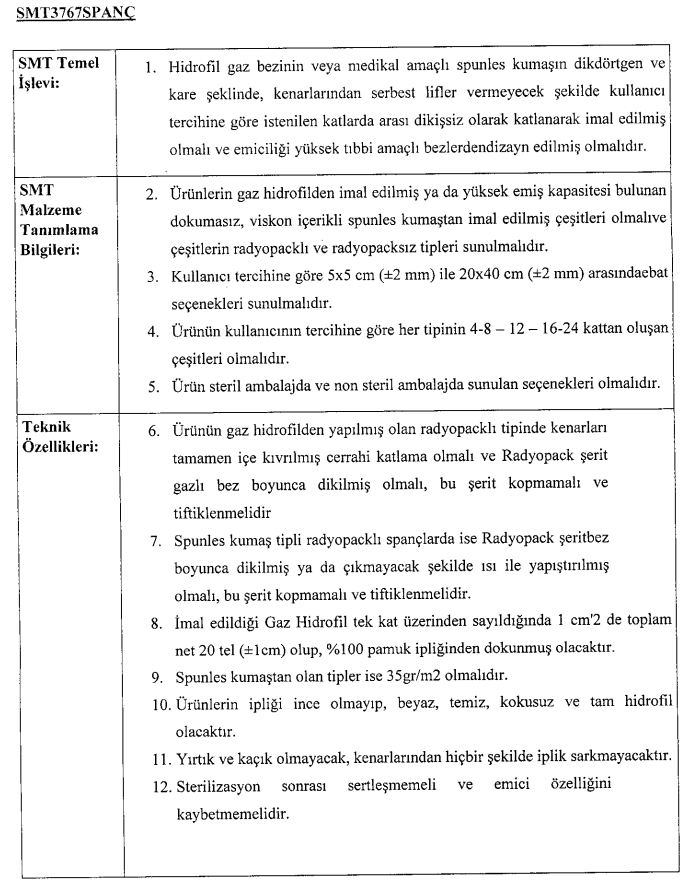 SMT3767SPANÇ
SMT Temel
İşlevi:
1. Hidrofil gaz bezinin veya medikal amaçlı spunles kumaşın dikdörtgen ve
kare şeklinde, kenarlarından serbest lifler vermeyecek şekilde kullanıcı
tercihine göre istenilen katlarda arası dikişsiz olarak katlanarak imal edilmiş
olmalı ve emiciliği yüksek tıbbi amaçlı bezlerdendizayn edilmiş olmalıdır.
SMT
Malzeme
Tanımlama
Bilgileri:
2. Ürünlerin gaz hidrofilden imal edilmiş ya da yüksek emiş kapasitesi bulunan
dokumasız, viskon içerikli spunles kumaştan imal edilmiş çeşitleri olmalıve
çeşitlerin radyopacklı ve radyopacksız tipleri sunulmalıdır.
3. Kullanıcı tercihine göre 5x5 cm (±2 mm) ile 20x40 cm (±2 mm) arasındaebat
seçenekleri sunulmalıdır.
4. Ürünün kullanıcının tercihine göre her tipinin 4-8 – 12 – 16-24 kattan oluşan
çeşitleri olmalıdır.
5. Ürün steril ambalajda ve non steril ambalajda sunulan seçenekleri olmalıdır.
Teknik
Özellikleri:
6. Ürünün gaz hidrofilden yapılmış olan radyopacklı tipinde kenarları
tamamen içe kıvrılmış cerrahi katlama olmalı ve Radyopack şerit
gazlı bez boyunca dikilmiş olmalı, bu şerit kopmamalı ve
tiftiklenmelidir
7. Spunles kumaş tipli radyopacklı spançlarda ise Radyopack şeritbez
boyunca dikilmiş ya da çıkmayacak şekilde ısı ile yapıştırılmış
olmalı, bu şerit kopmamalı ve tiftiklenmelidir.
8. İmal edildiği Gaz Hidrofil tek kat üzerinden sayıldığında 1 cm'2 de toplam
net 20 tel (±1cm) olup, %100 pamuk ipliğinden dokunmuş olacaktır.
9. Spunles kumaştan olan tipler ise 35gr/m2 olmalıdır.
10. Ürünlerin ipliği ince olmayıp, beyaz, temiz, kokusuz ve tam hidrofil
olacaktır.
11. Yırtık ve kaçık olmayacak, kenarlarından hiçbir şekilde iplik sarkmayacaktır.
12. Sterilizasyon sonrası sertleşmemeli ve emici özelliğini
kaybetmemelidir.